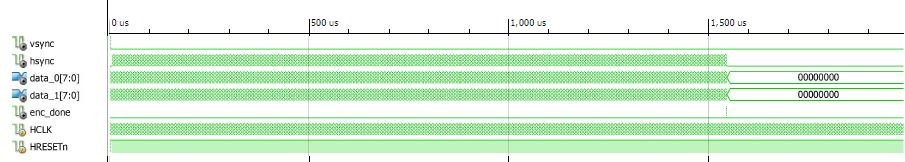 0 us 500 us 1,000 us 1,500 us
vsync
hsync
data_0[7:0] 00000000
data_1[7:0] 00000000
enc_done
HCLK
HRESETn